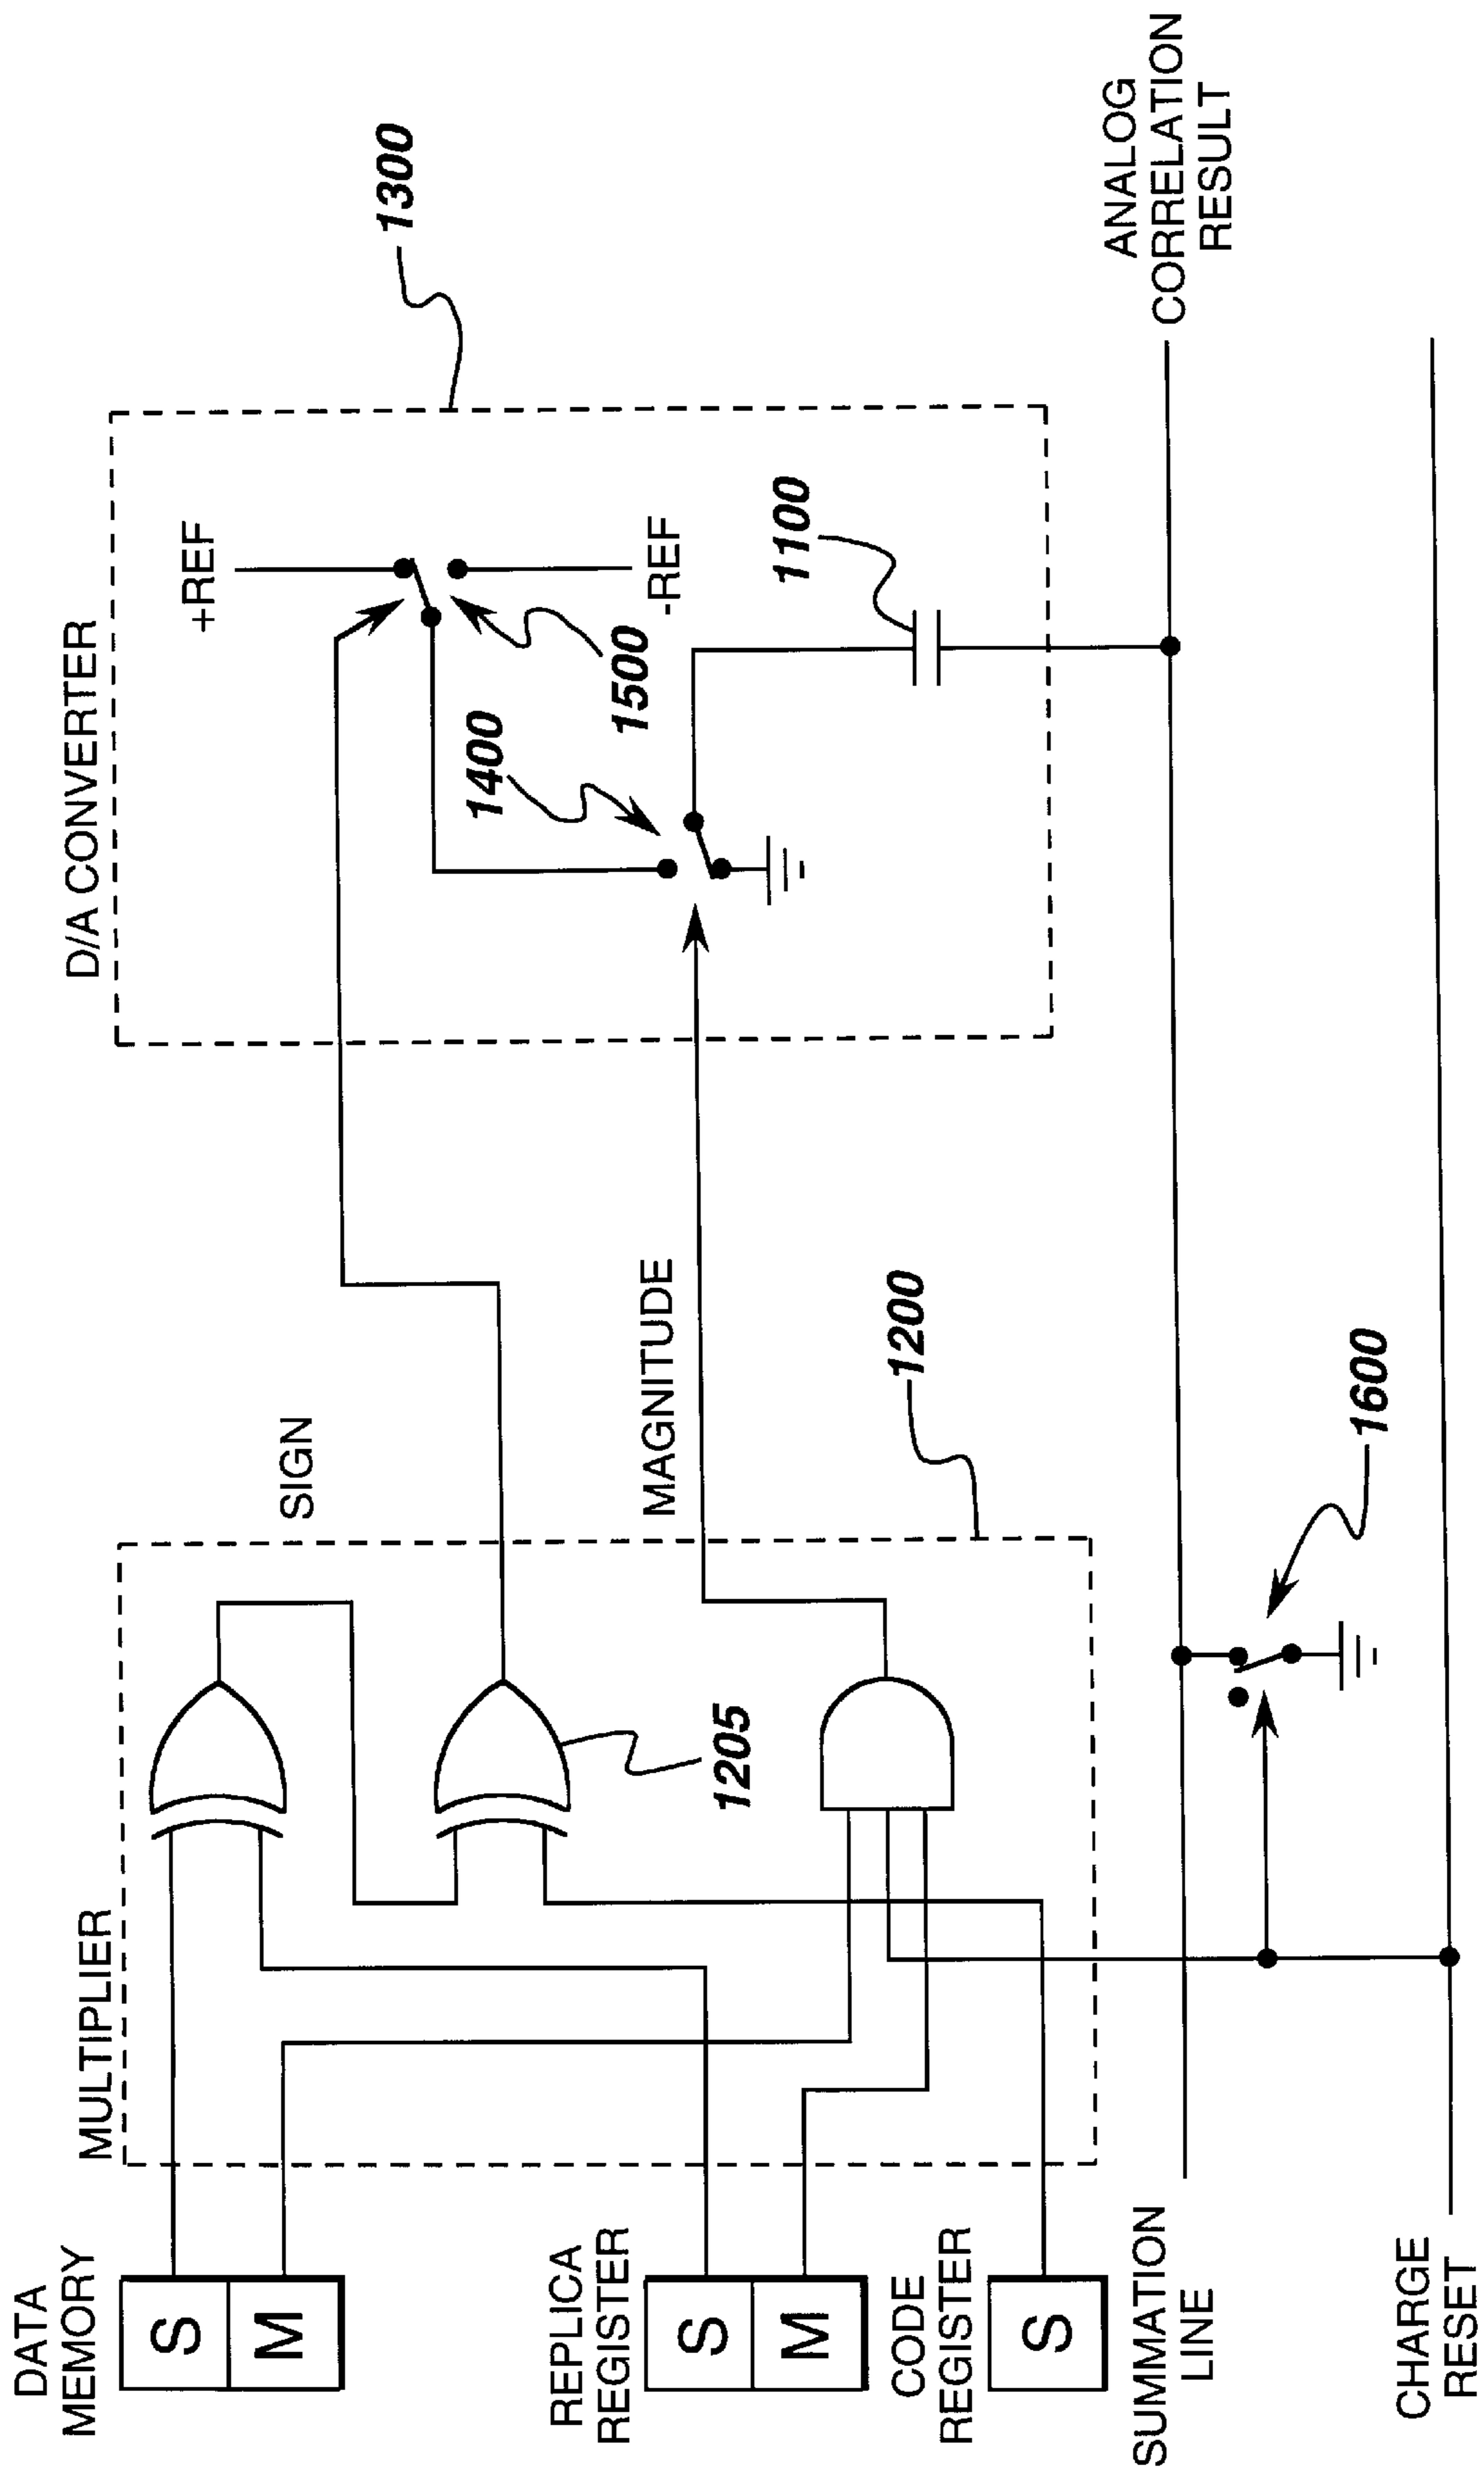 DATA
MEMORY
S
M
REPLICA
REGISTER
S
M
CODE
REGISTER
S
SUMMATION
LINE
CHARGE
RESET
MULTIPLIER
1205
1200
SIGN
MAGNITUDE
1600
D/A CONVERTER
+REF
-REF
1400
1500
1100
1300
ANALOG
CORRELATION
RESULT